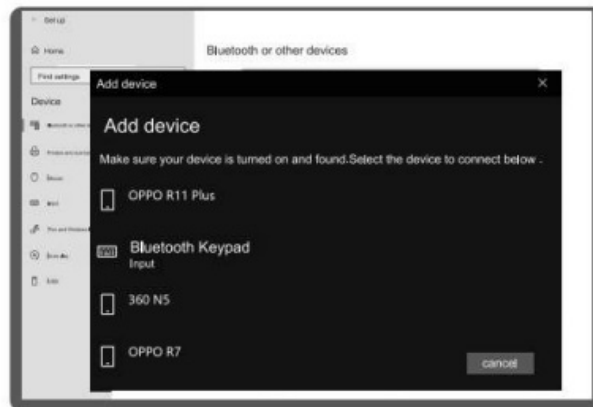 Set up
Home
Bluetooth or other devices
Find settings
Device
Add device
Add device
Make sure your device is turned on and found.Select the device to connect below .
OPPO R11 Plus
Bluetooth Keypad
Input
360 N5
OPPO R7
cancel